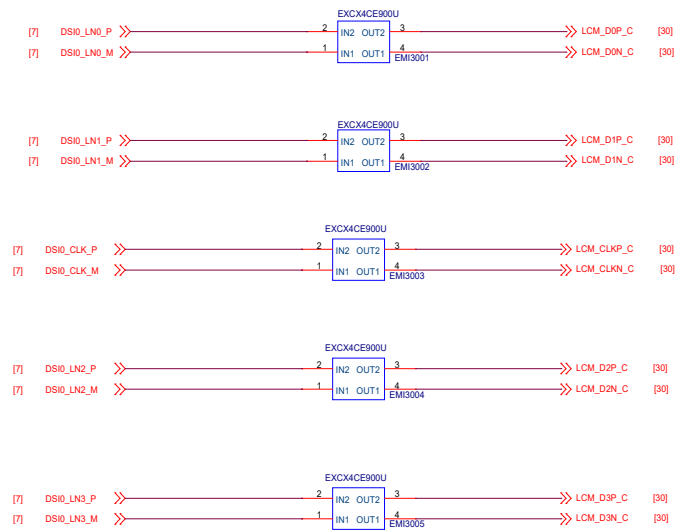 EXCX4CE900U
[7] DSI0_LN0_P 2 IN2 OUT2 3 LCM_D0P_C [30]
[7] DSI0_LN0_M 1 IN1 OUT1 4 LCM_D0N_C [30]
EMI3001
EXCX4CE900U
[7] DSI0_LN1_P 2 IN2 OUT2 3 LCM_D1P_C [30]
[7] DSI0_LN1_M 1 IN1 OUT1 4 LCM_D1N_C [30]
EMI3002
EXCX4CE900U
[7] DSI0_CLK_P 2 IN2 OUT2 3 LCM_CLKP_C [30]
[7] DSI0_CLK_M 1 IN1 OUT1 4 LCM_CLKN_C [30]
EMI3003
EXCX4CE900U
[7] DSI0_LN2_P 2 IN2 OUT2 3 LCM_D2P_C [30]
[7] DSI0_LN2_M 1 IN1 OUT1 4 LCM_D2N_C [30]
EMI3004
EXCX4CE900U
[7] DSI0_LN3_P 2 IN2 OUT2 3 LCM_D3P_C [30]
[7] DSI0_LN3_M 1 IN1 OUT1 4 LCM_D3N_C [30]
EMI3005